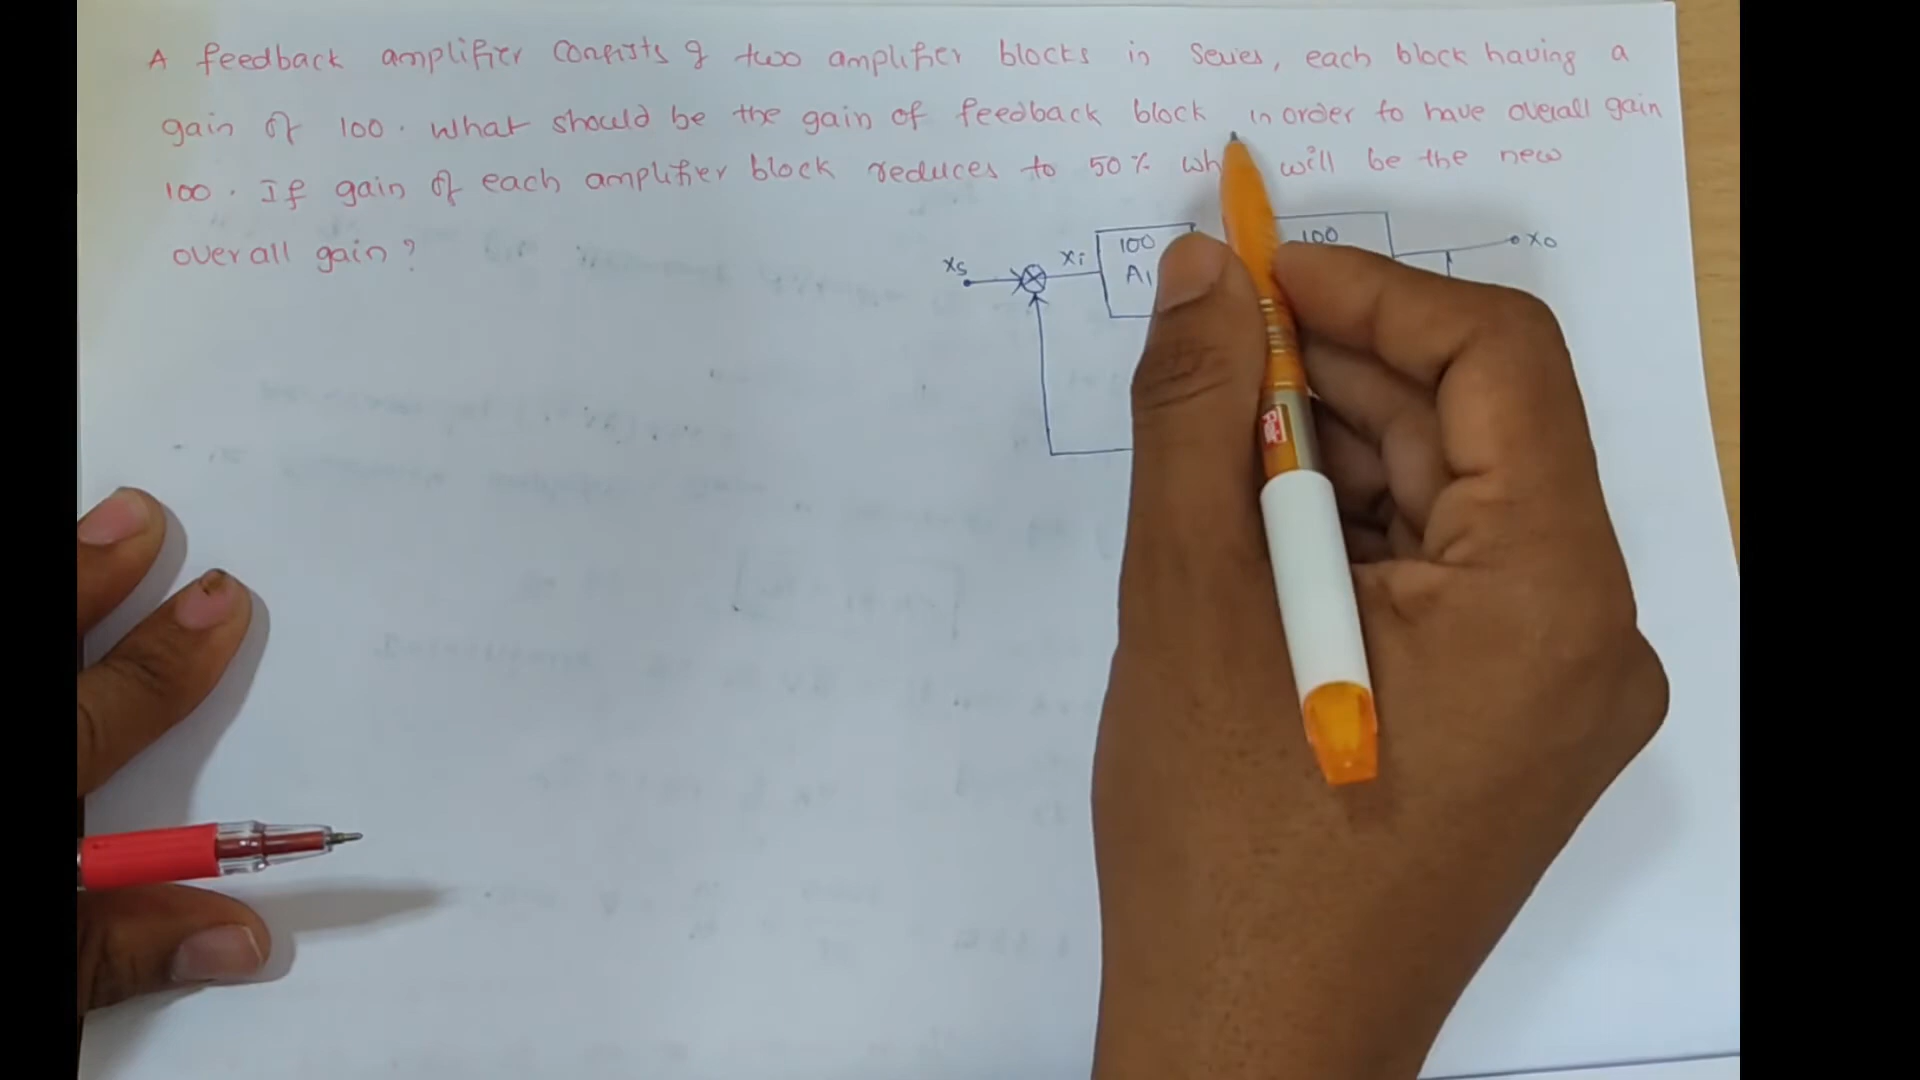 A feedback amplifier consists of two amplifier blocks in series, each block having a
gain of 100. What should be the gain of feedback block in order to have overall gain
100. If gain of each amplifier block reduces to 50% wh will be the new
overall gain?
100 100 Xo
Xs Xi A1